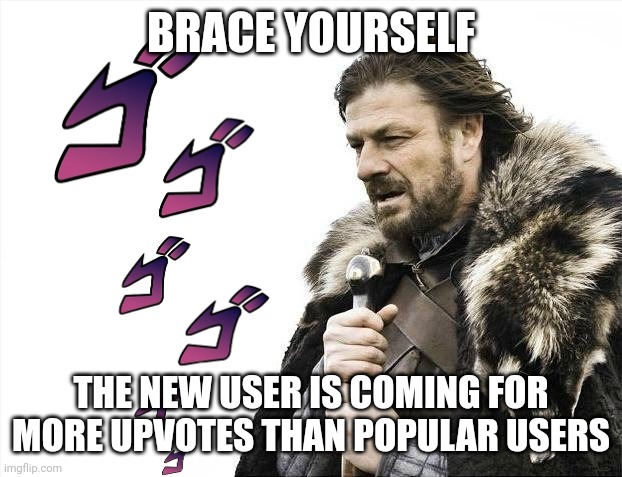 BRACE YOURSELF
ゴ
ゴ
ゴ
ゴ
THE NEW USER IS COMING FOR
MORE UPVOTES THAN POPULAR USERS
imgflip.com